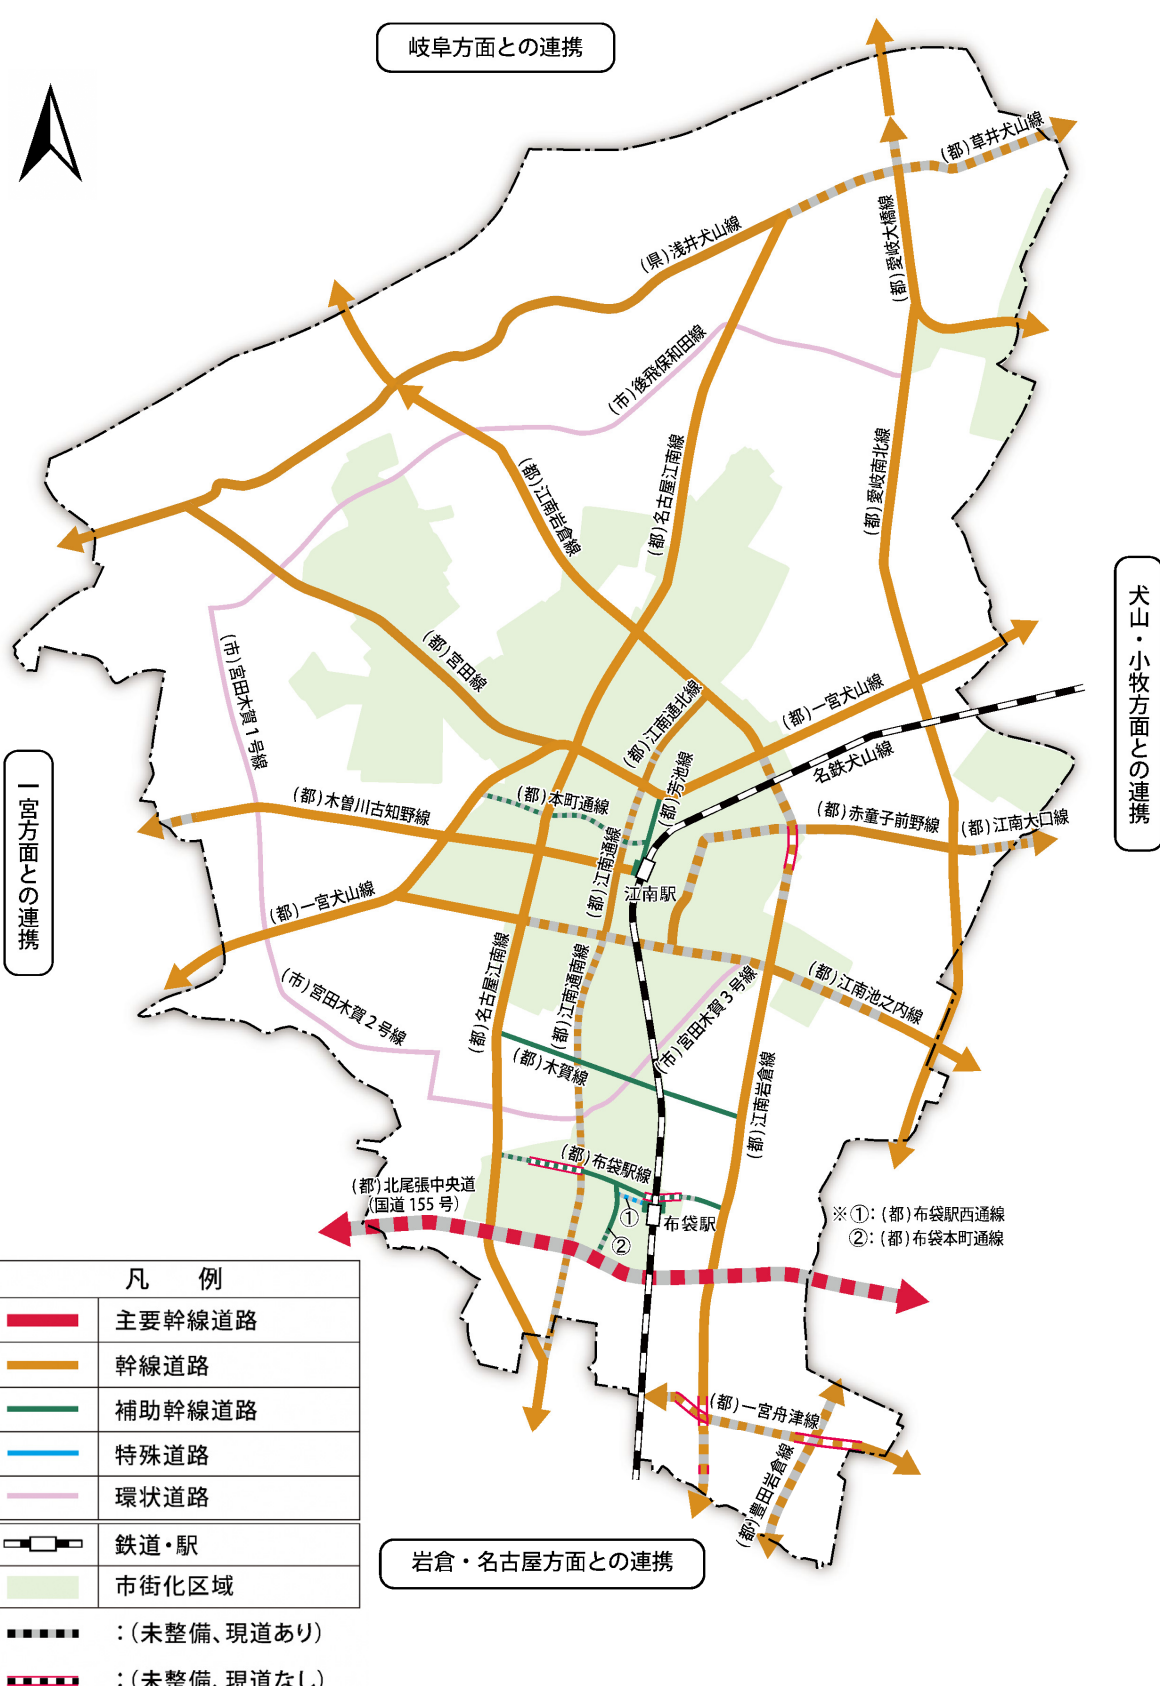 岐阜方面との連携
(都)草井犬山線
(県)浅井犬山線
(都)愛岐大橋線
(市)後飛保和田線
(都)江南岩倉線
(都)名古屋江南線
(都)愛岐南北線
犬山・小牧方面との連携
(市)宮田木賀1号線
(都)宮田線
(都)江南通北線
(都)一宮犬山線
名鉄犬山線
一宮方面との連携
(都)木曽川古知野線
(都)本町通線
(都)芳池線
(都)赤童子前野線
(都)江南大口線
(都)江南通線
江南駅
(都)一宮犬山線
(都)名古屋江南線
(都)江南通南線
(市)宮田木賀2号線
(市)宮田木賀3号線
(都)江南池之内線
(都)木賀線
(都)江南岩倉線
(都)布袋駅線
(都)北尾張中央道
(国道155号)
①
布袋駅
②
※①:(都)布袋駅西通線
②:(都)布袋本町通線
(都)一宮舟津線
(都)豊田岩倉線
岩倉・名古屋方面との連携
凡 例
主要幹線道路
幹線道路
補助幹線道路
特殊道路
環状道路
鉄道・駅
市街化区域
:(未整備、現道あり)
:(未整備、現道なし)